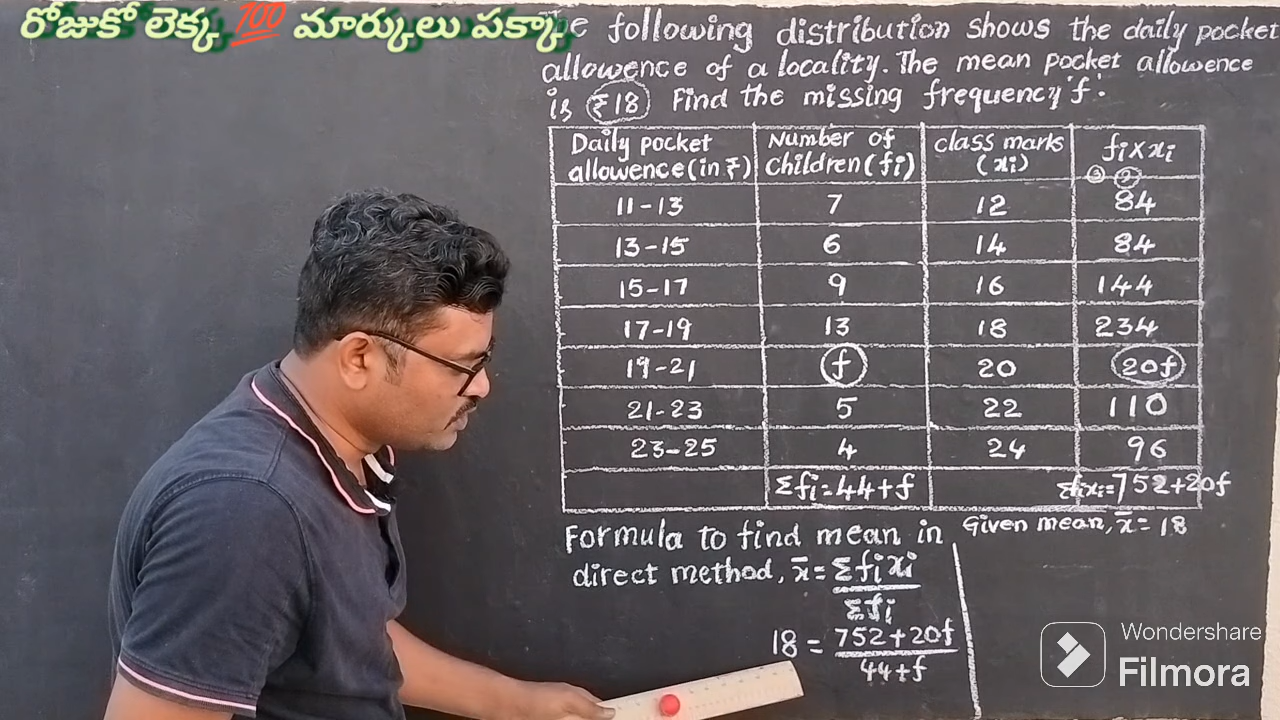 రోజుకో లెక్క 💯 మార్కులు పక్కా
The following distribution shows the daily pocket
allowence of a locality. The mean pocket allowence
is ₹18 Find the missing frequency 'f'.
Daily pocket allowence (in ₹) Number of Children (fi) class marks (xi) fi×xi
11-13 7 12 84
13-15 6 14 84
15-17 9 16 144
17-19 13 18 234
19-21 f 20 20f
21-23 5 22 110
23-25 4 24 96
Σfi=44+f Σfixi=752+20f
Formula to find mean in
direct method, x̄ = Σfixi / Σfi
18 = 752+20f / 44+f
Given mean, x̄ = 18
Wondershare
Filmora